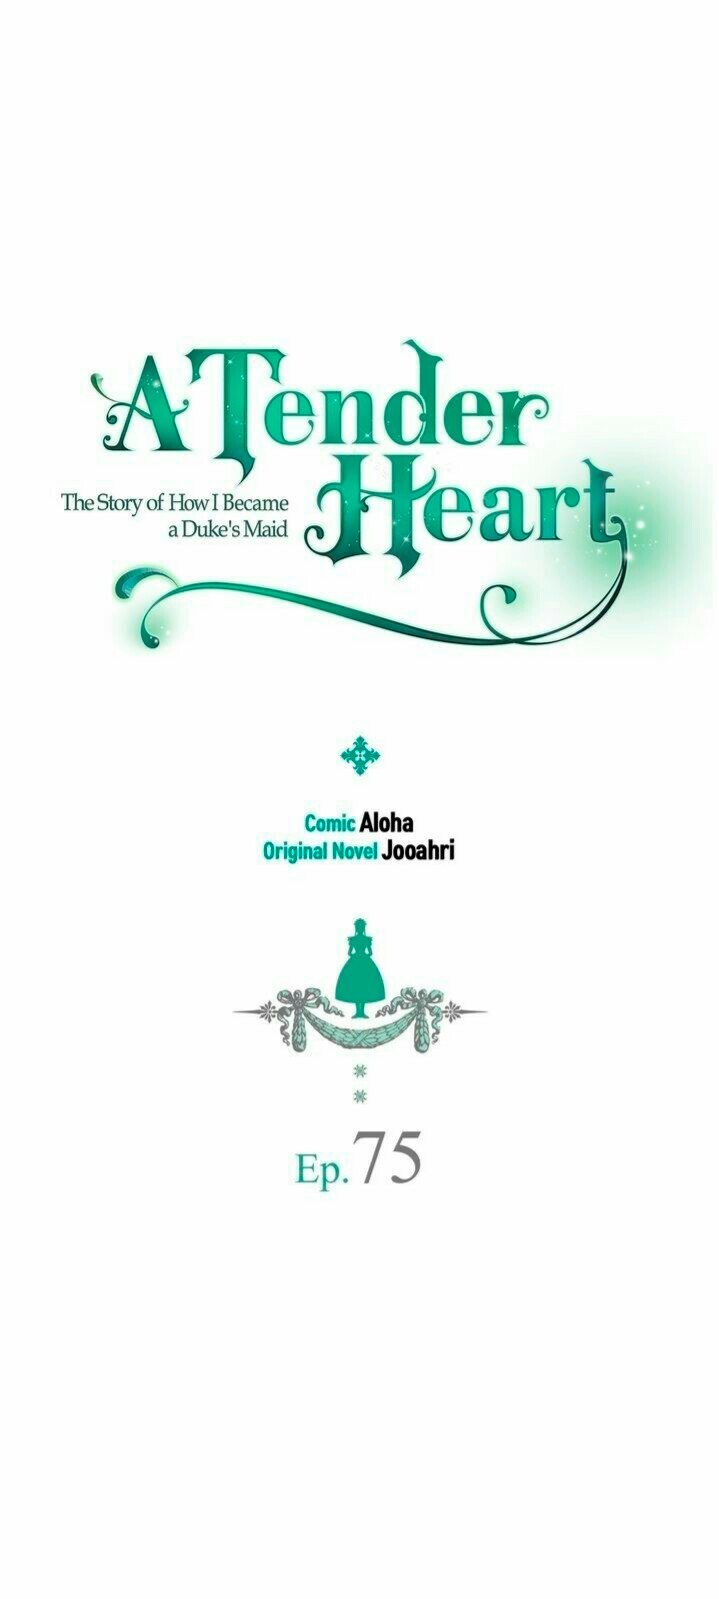 A Tender
Heart
The Story of How I Became
a Duke's Maid
Comic Aloha
Original Novel Jooahri
Ep.75